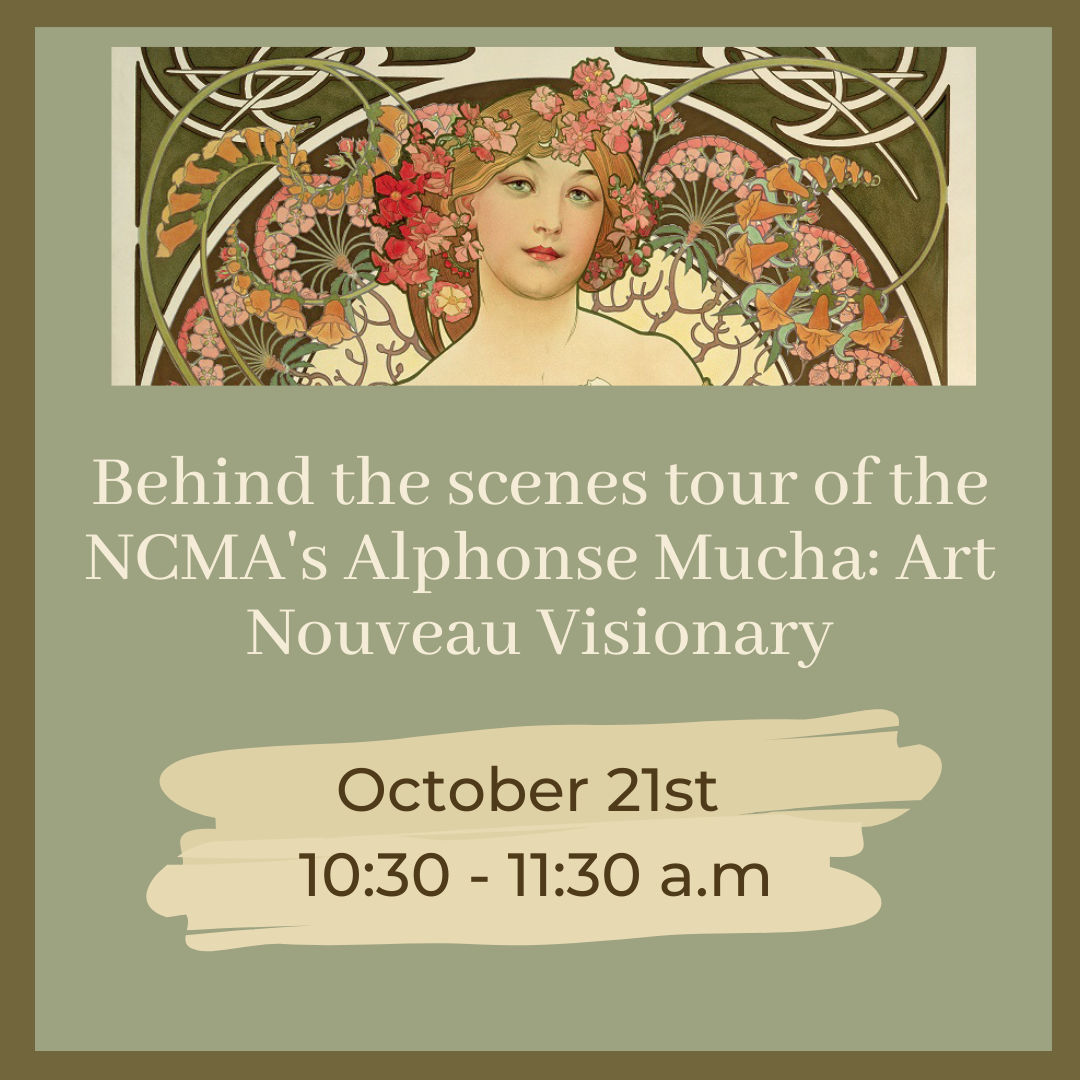 Behind the scenes tour of the
NCMA's Alphonse Mucha: Art
Nouveau Visionary
October 21st
10:30 - 11:30 a.m